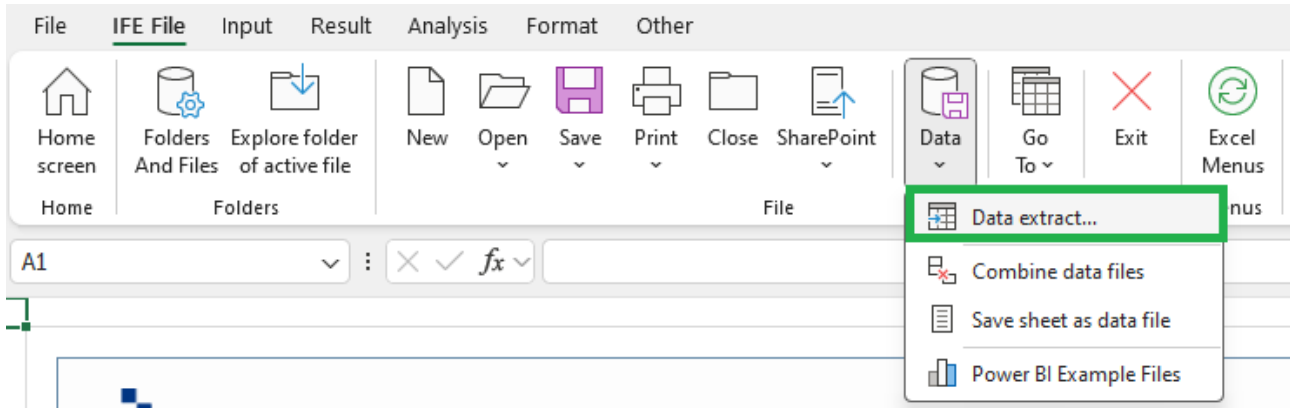 File IFE File Input Result Analysis Format Other
Home Folders Explore folder New Open Save Print Close SharePoint Data Go Exit Excel
screen And Files of active file To Menus
Home Folders File nus
Data extract...
A1 fx
Combine data files
Save sheet as data file
Power BI Example Files